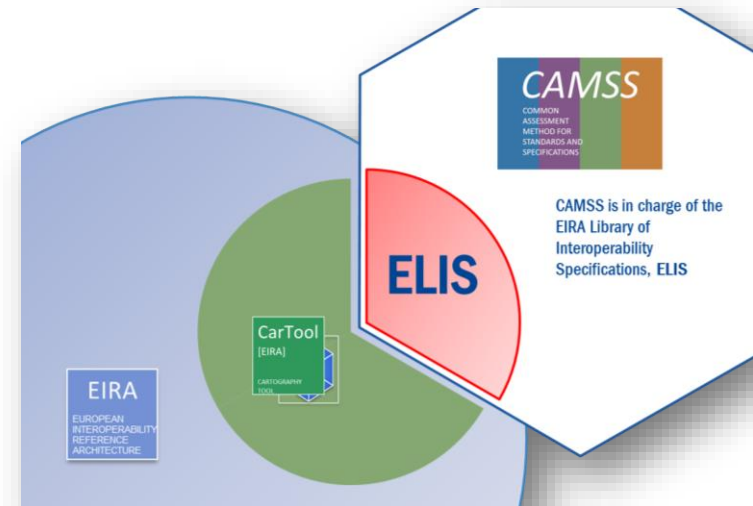 CAMSS
COMMON
ASSESSMENT
METHOD FOR
STANDARDS AND
SPECIFICATIONS
CAMSS is in charge of the
EIRA Library of
Interoperability
Specifications, ELIS
ELIS
CarTool
[EIRA]
CARTOGRAPHY
TOOL
EIRA
EUROPEAN
INTEROPERABILITY
REFERENCE
ARCHITECTURE